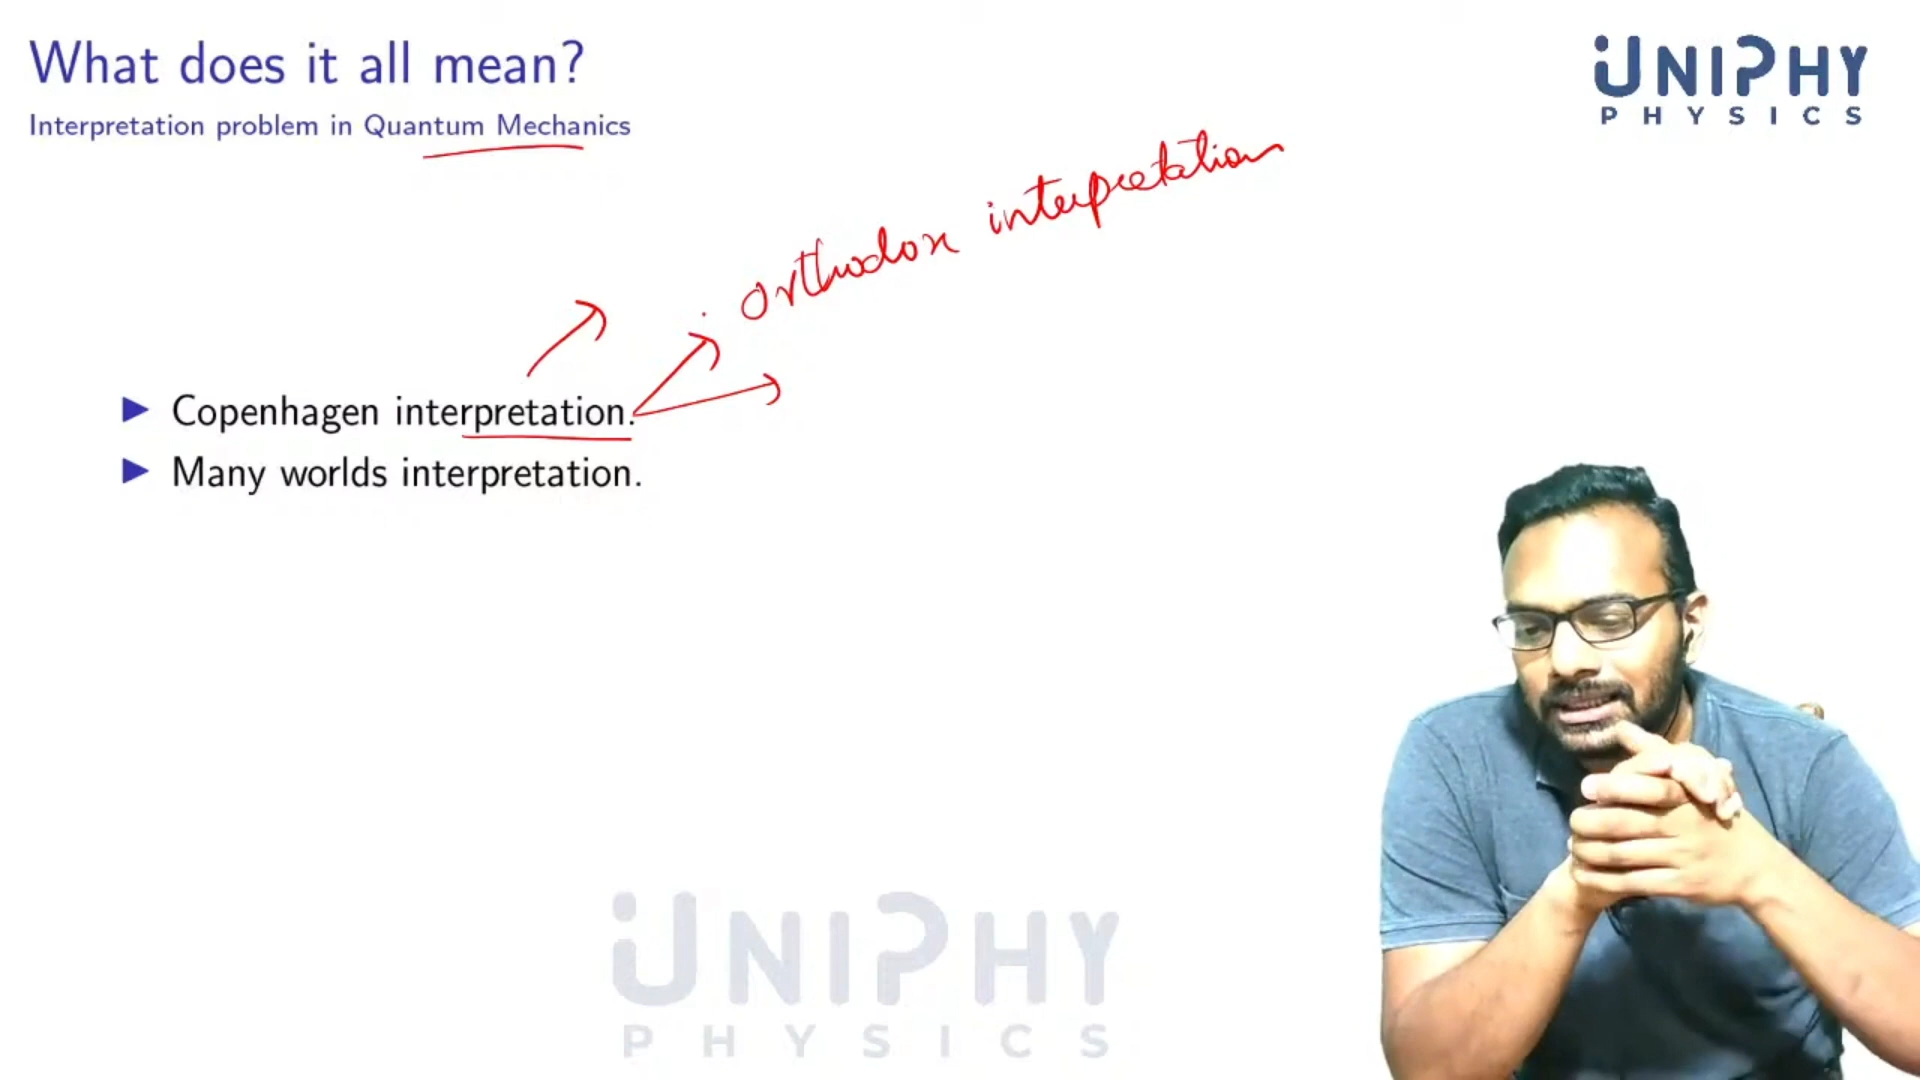 What does it all mean?
UNIPHY
PHYSICS
Interpretation problem in Quantum Mechanics
Orthodox interpretation
Copenhagen interpretation.
Many worlds interpretation.
UNIPHY
PHYSICS